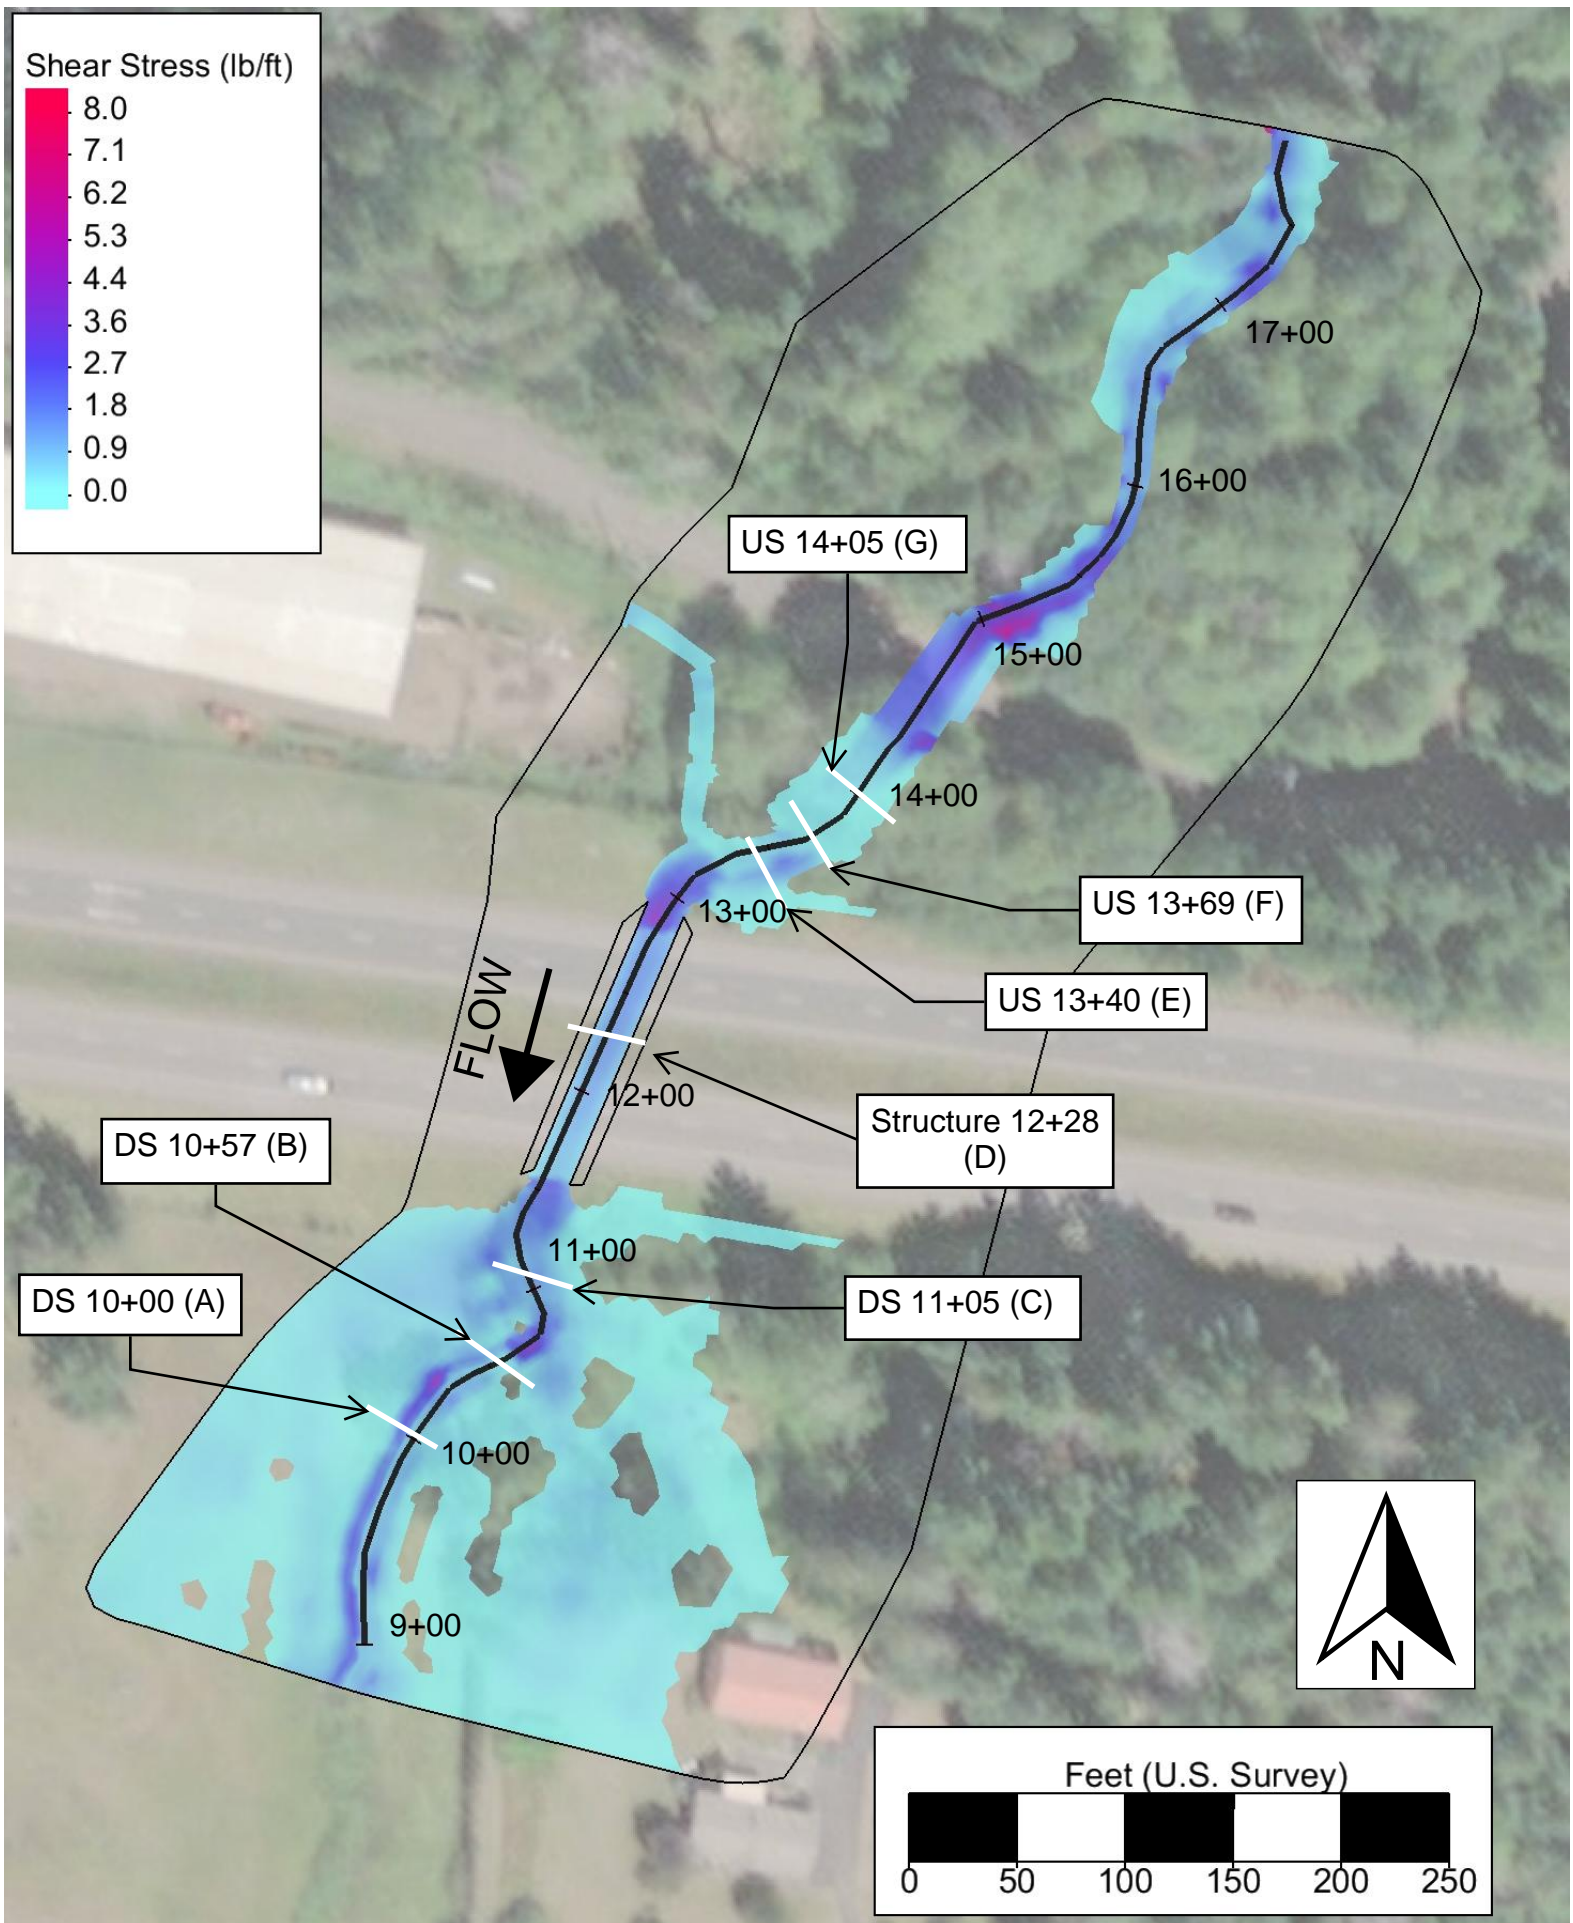 Shear Stress (lb/ft)
8.0
7.1
6.2
5.3
4.4
3.6
2.7
1.8
0.9
0.0
17+00
16+00
US 14+05 (G)
15+00
14+00
US 13+69 (F)
13+00
US 13+40 (E)
FLOW
12+00
Structure 12+28
(D)
DS 10+57 (B)
11+00
DS 10+00 (A)
DS 11+05 (C)
10+00
9+00
N
Feet (U.S. Survey)
0 50 100 150 200 250